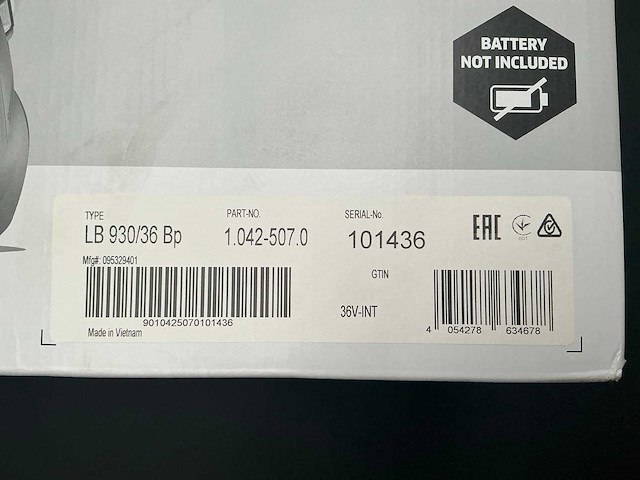 BATTERY
NOT INCLUDED
TYPE
LB 930/36 Bp
PART-NO.
1.042-507.0
SERIAL-No.
101436
EAC
Mfg#: 095329401
9010425070101436
Made in Vietnam
GTIN
36V-INT
4 054278 634678